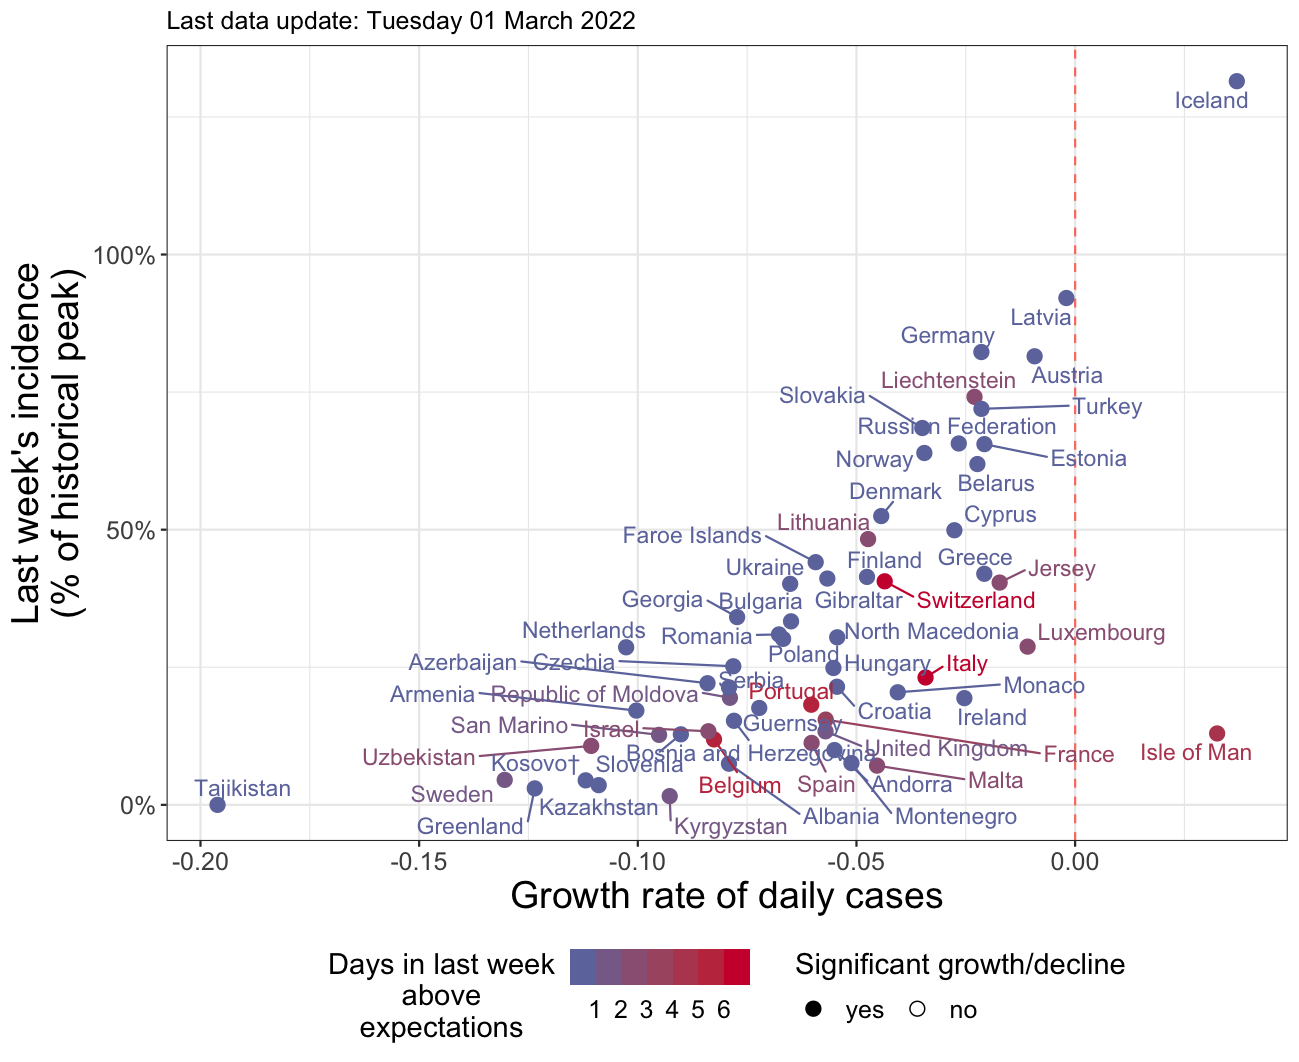 Last data update: Tuesday 01 March 2022
Last week's incidence
(% of historical peak)
100%
50%
0%
Iceland
Latvia
Germany
Austria
Liechtenstein
Slovakia
Turkey
Russian Federation
Norway
Estonia
Belarus
Denmark
Cyprus
Lithuania
Faroe Islands
Finland
Greece
Ukraine
Jersey
Georgia
Bulgaria
Gibraltar
Switzerland
Netherlands
Romania
North Macedonia
Luxembourg
Poland
Azerbaijan
Czechia
Hungary
Italy
Serbia
Armenia
Republic of Moldova
Portugal
Monaco
Croatia
Ireland
San Marino
Israel
Guernsey
Uzbekistan
Bosnia and Herzegovina
United Kingdom
France
Isle of Man
Kosovo†
Slovenia
Tajikistan
Sweden
Belgium
Spain
Andorra
Malta
Kazakhstan
Greenland
Kyrgyzstan
Albania
Montenegro
-0.20
-0.15
-0.10
-0.05
0.00
Growth rate of daily cases
Days in last week
above
expectations
1 2 3 4 5 6
Significant growth/decline
yes
no